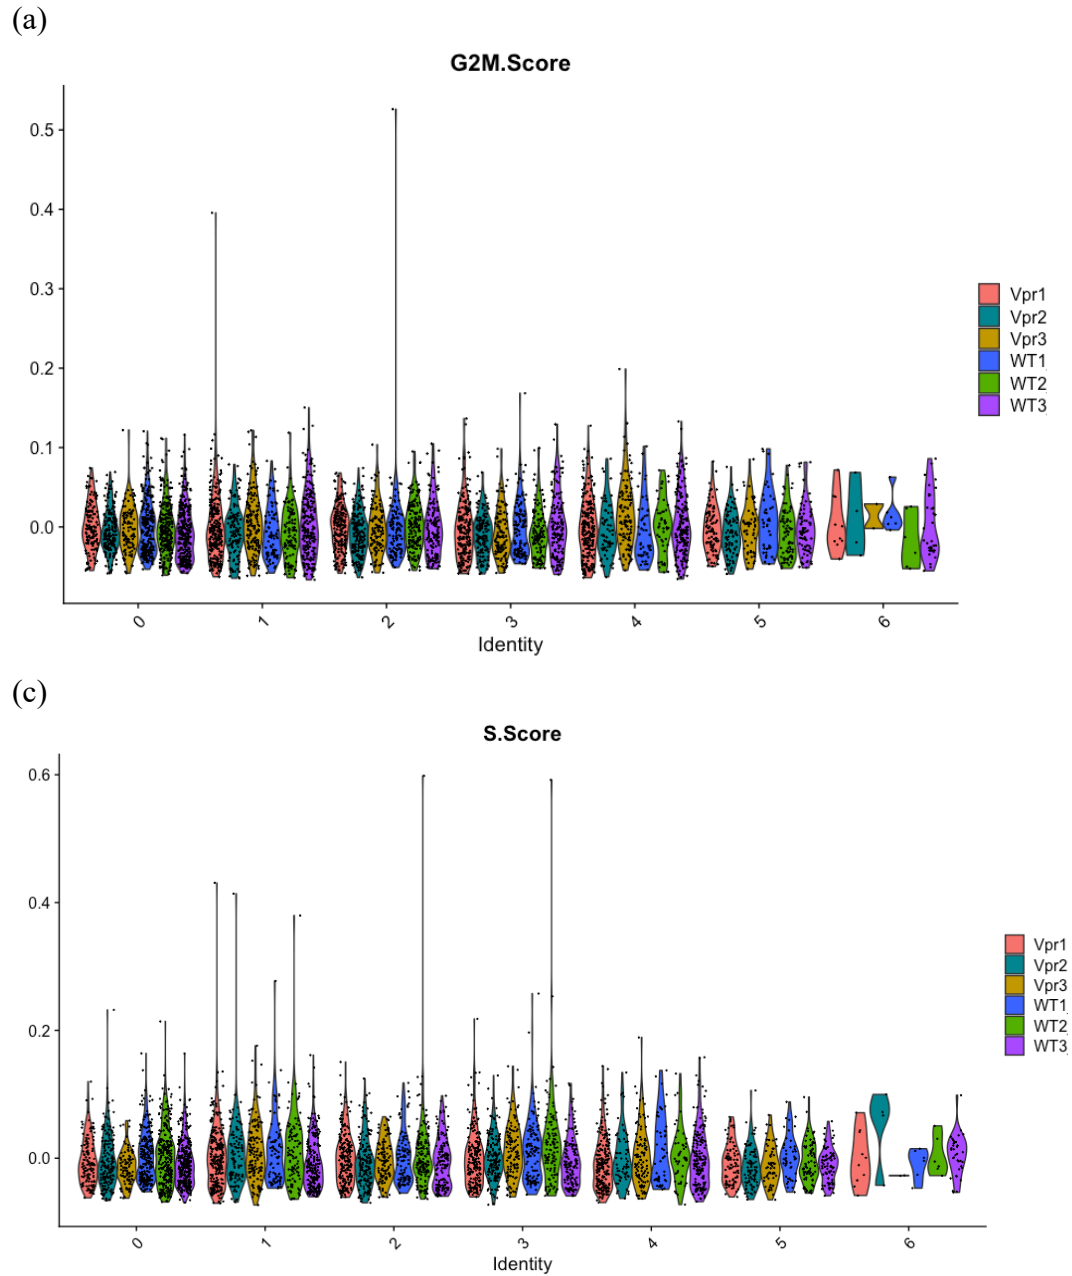 (a)
G2M.Score
0.5
0.4
0.3
0.2
0.1
0.0
Vpr1
Vpr2
Vpr3
WT1
WT2
WT3
0 1 2 3 4 5 6
Identity
(c)
S.Score
0.6
0.4
0.2
0.0
Vpr1
Vpr2
Vpr3
WT1
WT2
WT3
0 1 2 3 4 5 6
Identity